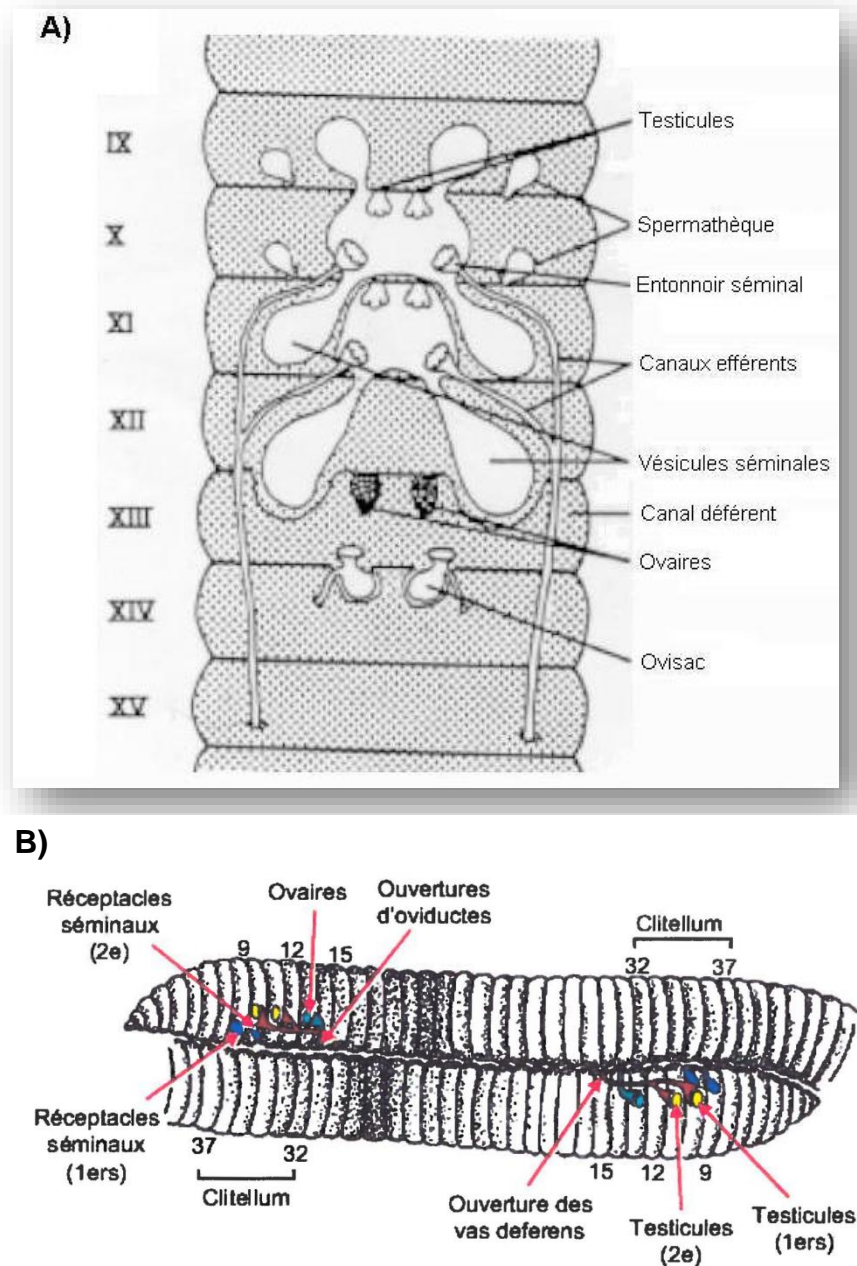 A)
IX
X
XI
XII
XIII
XIV
XV
Testicules
Spermathèque
Entonnoir séminal
Canaux efférents
Vésicules séminales
Canal déférent
Ovaires
Ovisac
B)
Réceptacles
séminaux
(2e)
Ovaires
Ouvertures
d'oviductes
Clitellum
9
12
15
32
37
Réceptacles
séminaux
(1ers)
37
32
Clitellum
15
12
9
Ouverture des
vas deferens
Testicules
(2e)
Testicules
(1ers)